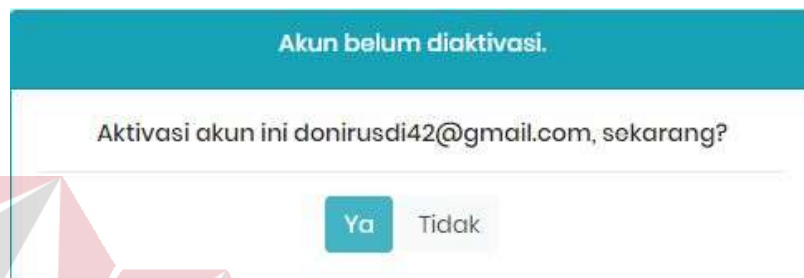 Akun belum diaktivasi.
Aktivasi akun ini donirusdi42@gmail.com, sekarang?
Ya Tidak